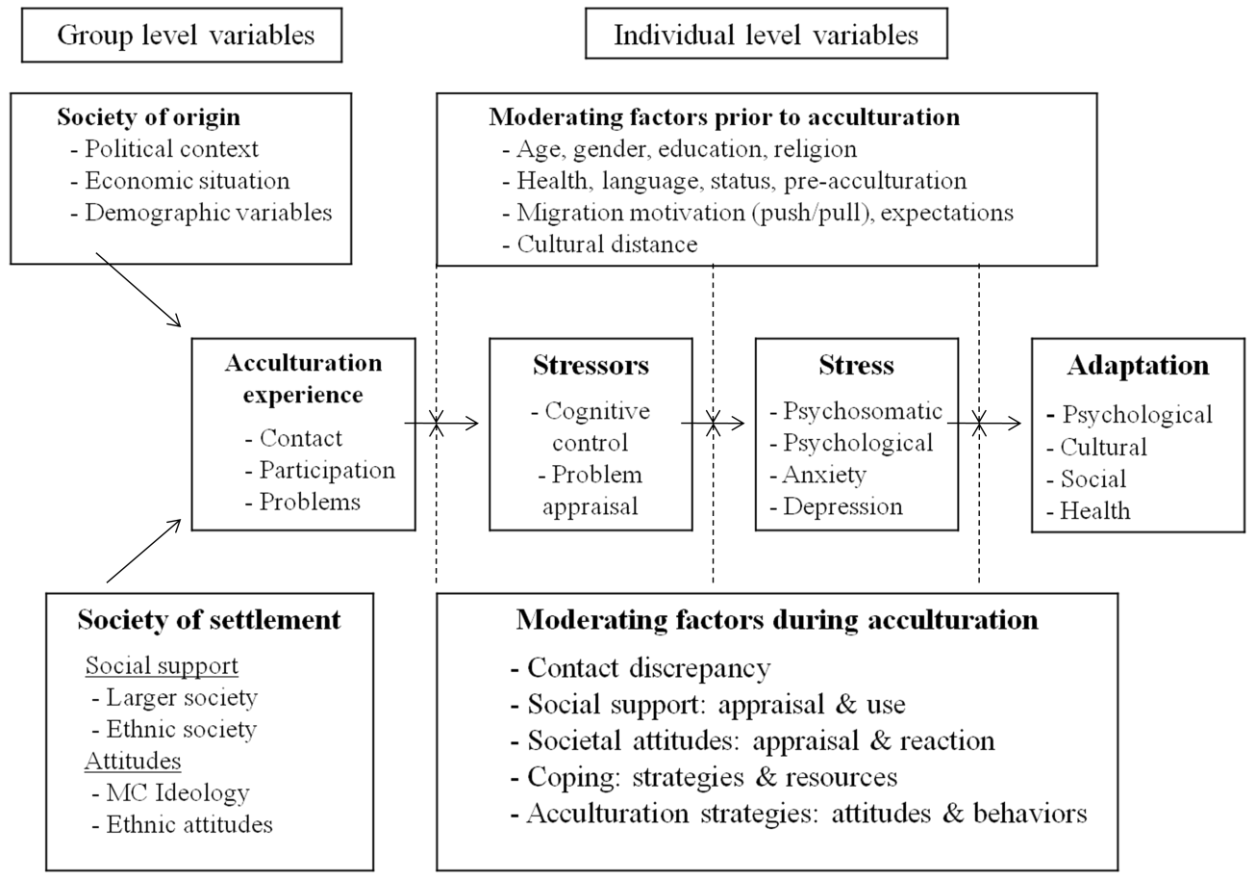 Group level variables
Individual level variables
Society of origin
- Political context
- Economic situation
- Demographic variables
Moderating factors prior to acculturation
- Age, gender, education, religion
- Health, language, status, pre-acculturation
- Migration motivation (push/pull), expectations
- Cultural distance
Acculturation
experience
- Contact
- Participation
- Problems
Stressors
- Cognitive
control
- Problem
appraisal
Stress
- Psychosomatic
- Psychological
- Anxiety
- Depression
Adaptation
- Psychological
- Cultural
- Social
- Health
Society of settlement
Social support
- Larger society
- Ethnic society
Attitudes
- MC Ideology
- Ethnic attitudes
Moderating factors during acculturation
- Contact discrepancy
- Social support: appraisal & use
- Societal attitudes: appraisal & reaction
- Coping: strategies & resources
- Acculturation strategies: attitudes & behaviors